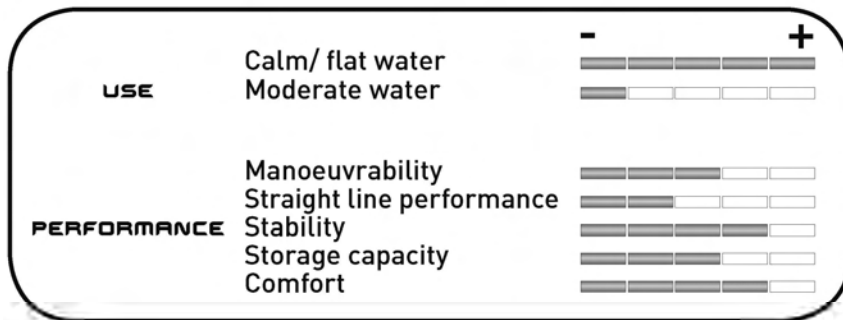 - +
Calm/ flat water
USE
Moderate water
Manoeuvrability
Straight line performance
PERFORMANCE Stability
Storage capacity
Comfort